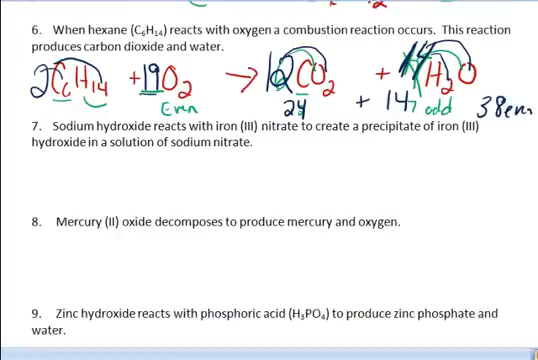 6. When hexane (C6H14) reacts with oxygen a combustion reaction occurs. This reaction
produces carbon dioxide and water.
2C6H14 + 19O2 → 12CO2 + 14H2O
Even 24 + 14 odd 38 even
7. Sodium hydroxide reacts with iron (III) nitrate to create a precipitate of iron (III)
hydroxide in a solution of sodium nitrate.
8. Mercury (II) oxide decomposes to produce mercury and oxygen.
9. Zinc hydroxide reacts with phosphoric acid (H3PO4) to produce zinc phosphate and
water.